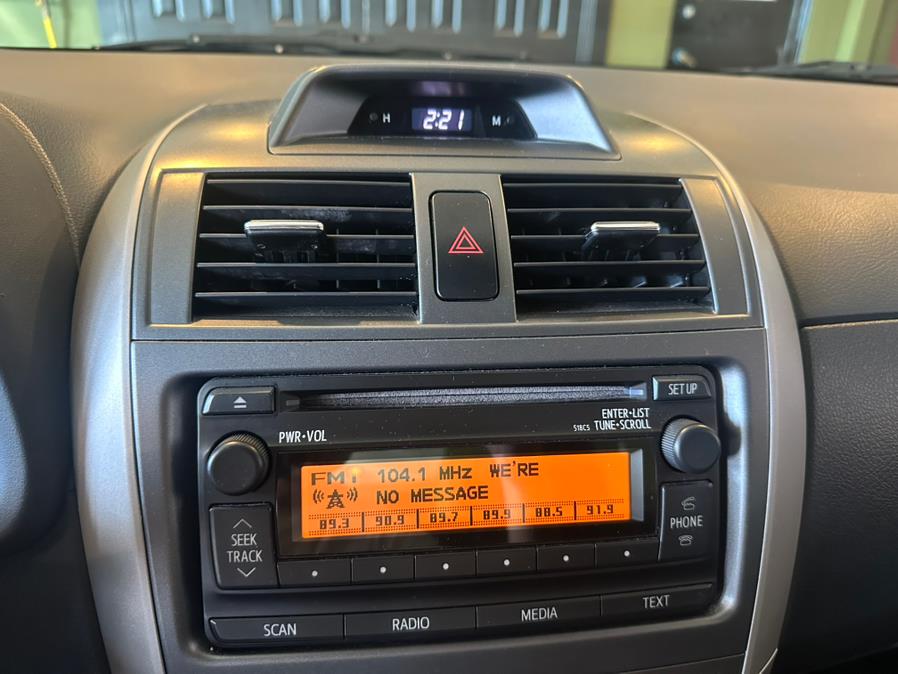 H 2:21 M
SET UP
ENTER•LIST
518C5 TUNE•SCROLL
PWR•VOL
FM1 104.1 MHz WE'RE
NO MESSAGE
89.3 90.9 89.7 89.9 88.5 91.9
SEEK
TRACK
PHONE
SCAN RADIO MEDIA TEXT